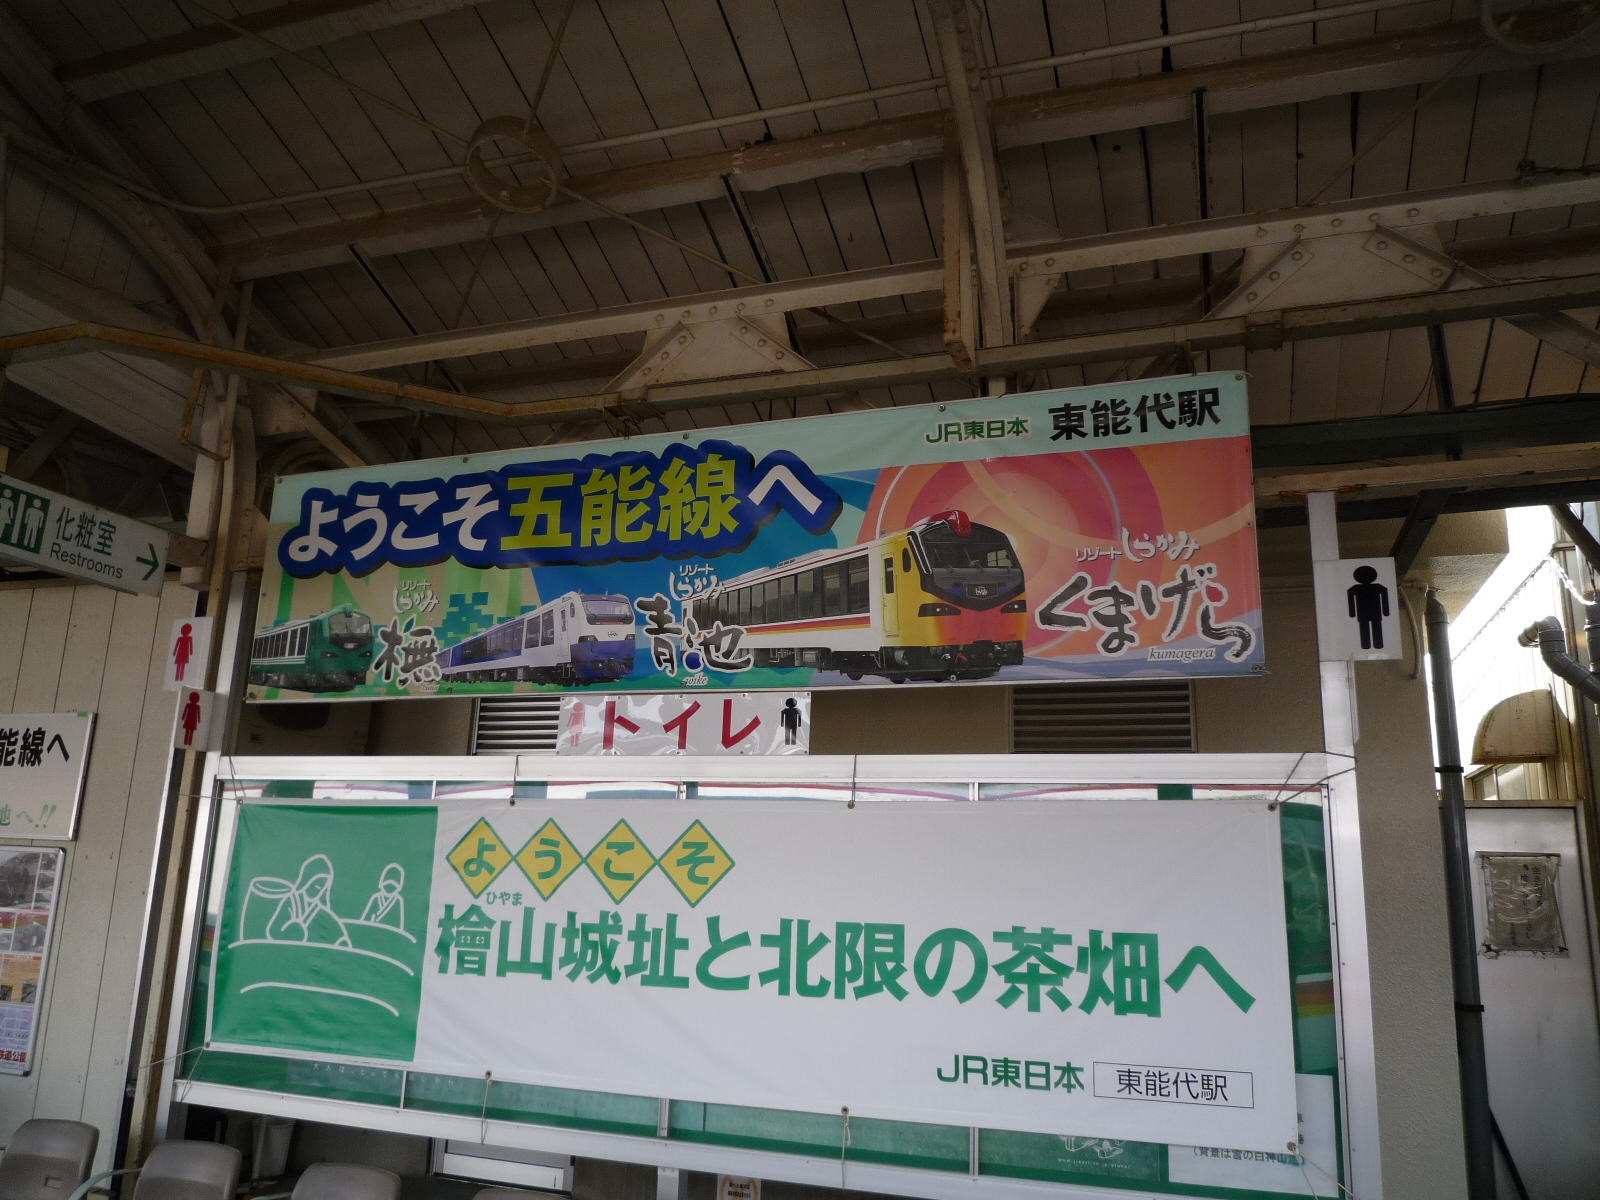 JR東日本 東能代駅
ようこそ五能線へ
リゾート
しらかみ
橅
リゾート
しらかみ
青池
リゾートしらかみ
くまげら
kumagera
化粧室
Restrooms
トイレ
能線へ
池へ!!
ようこそ
ひやま
檜山城址と北限の茶畑へ
JR東日本 東能代駅